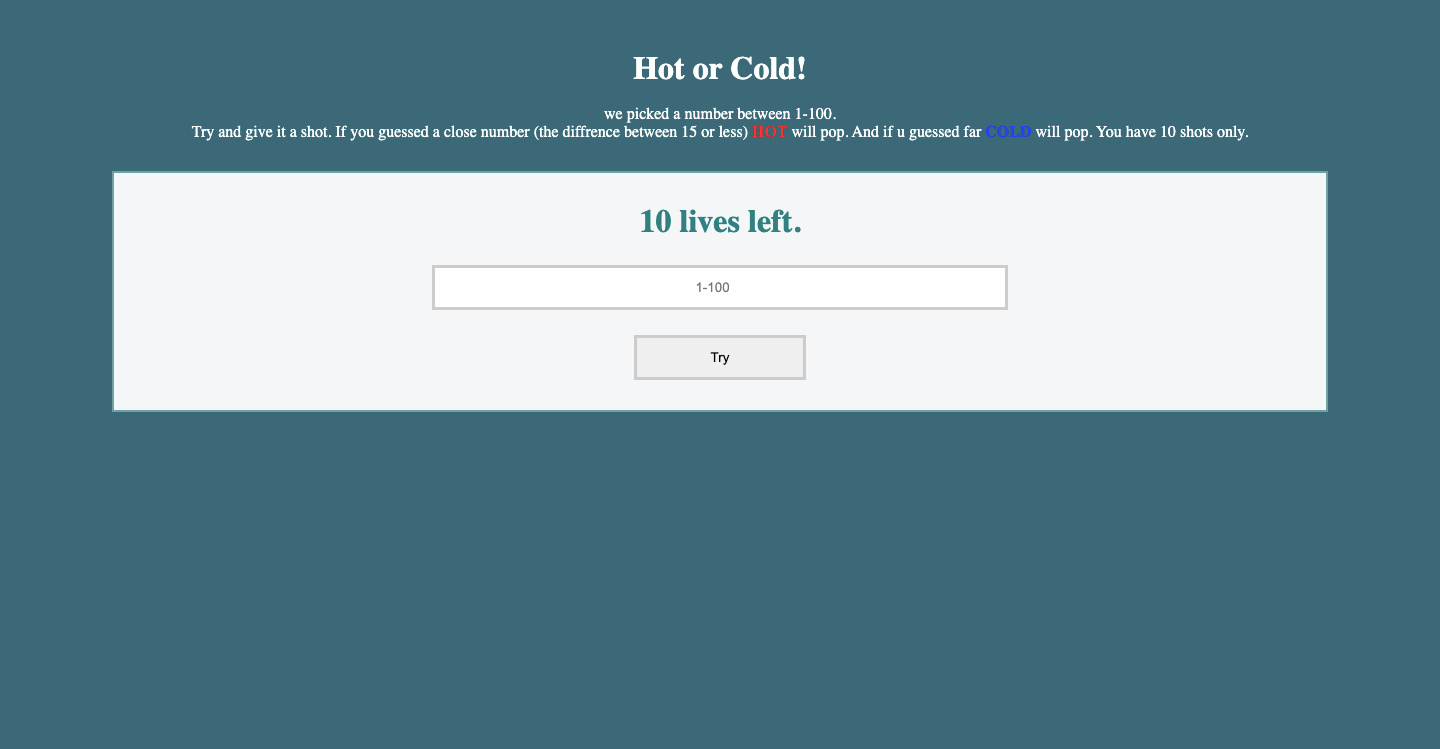 Hot or Cold!
we picked a number between 1-100.
Try and give it a shot. If you guessed a close number (the diffrence between 15 or less) HOT will pop. And if u guessed far COLD will pop. You have 10 shots only.
10 lives left.
1-100
Try